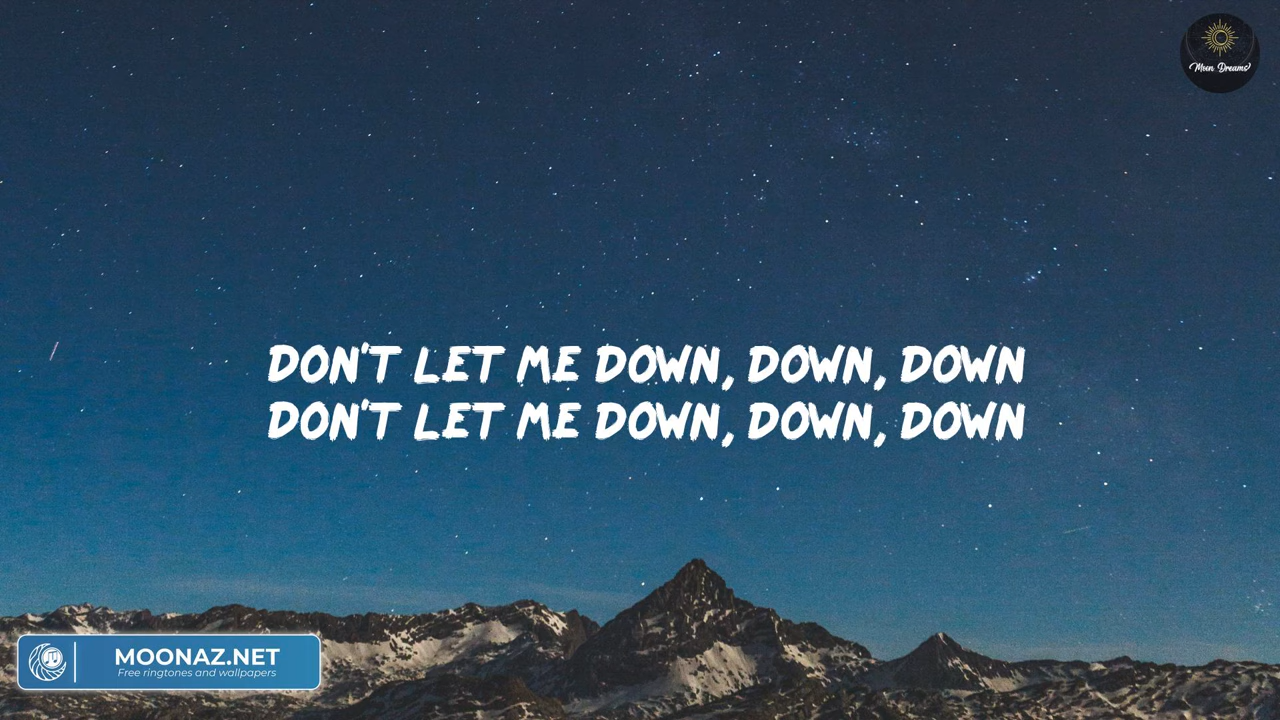 Moon Dreams
DON'T LET ME DOWN, DOWN, DOWN
DON'T LET ME DOWN, DOWN, DOWN
MOONAZ.NET
Free ringtones and wallpapers